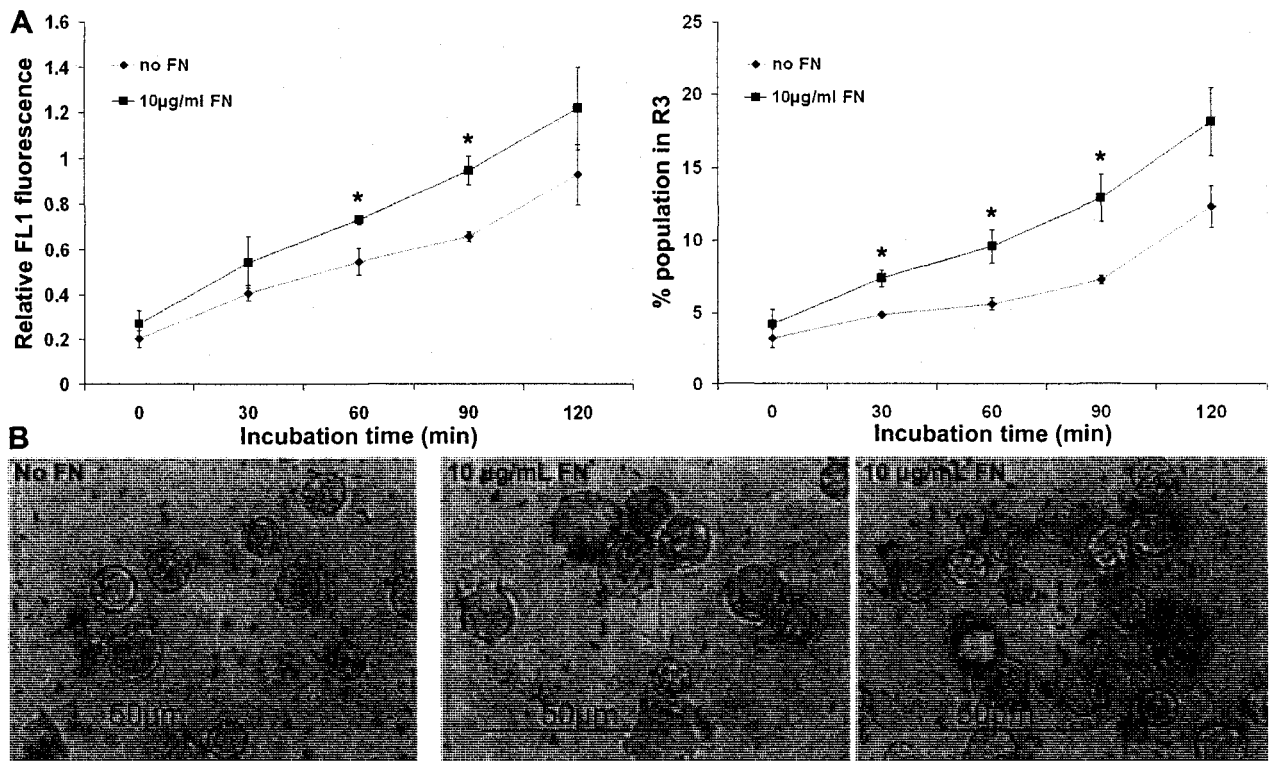 A
1.6
1.4
1.2
1
0.8
0.6
0.4
0.2
0
Relative FL1 fluorescence
no FN
10µg/ml FN
*
*
0 30 60 90 120
Incubation time (min)
25
20
15
10
5
0
% population in R3
no FN
10µg/ml FN
*
*
*
0 30 60 90 120
Incubation time (min)
B
No FN
10 µg/mL FN
10 µg/mL FN
50µm
50µm